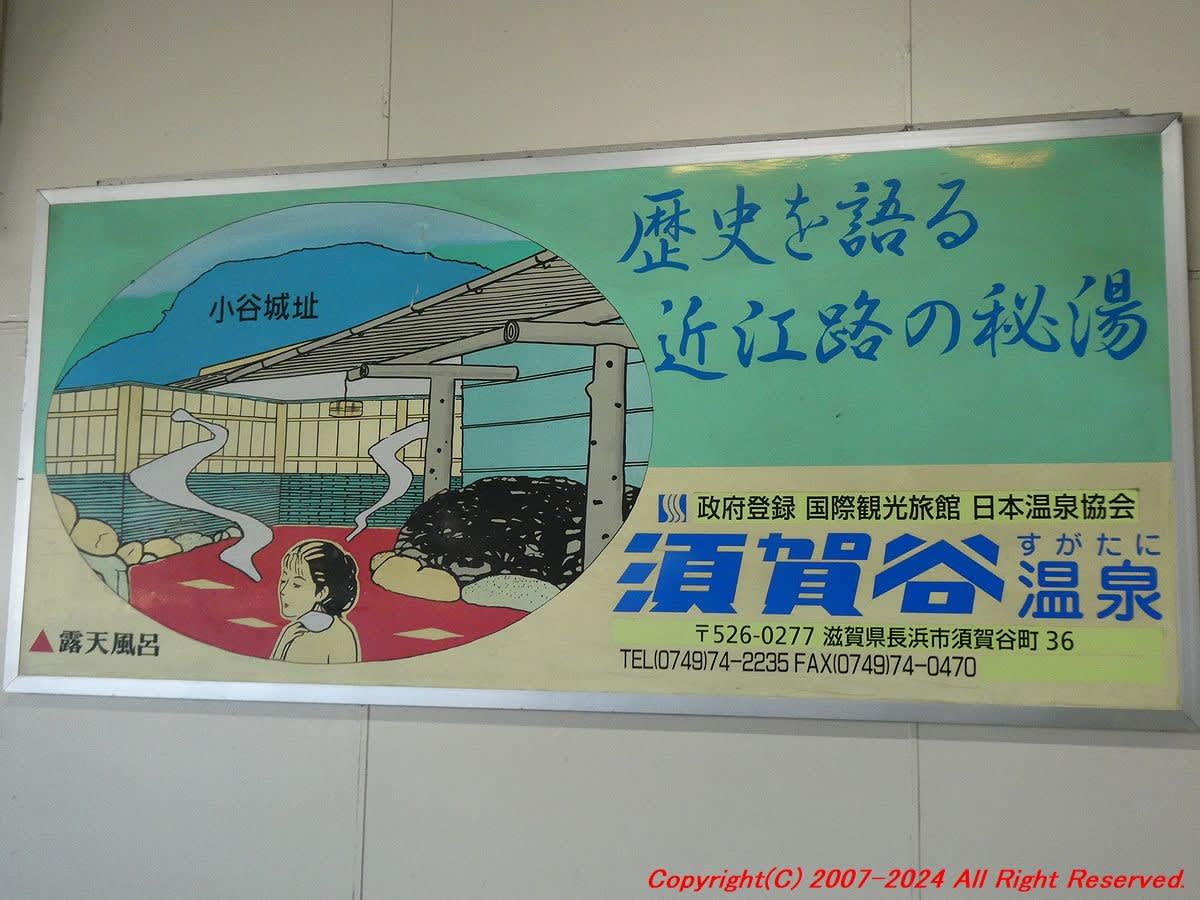 歴史を語る
近江路の秘湯
小谷城址
政府登録 国際観光旅館 日本温泉協会
すがたに
須賀谷温泉
〒526-0277 滋賀県長浜市須賀谷町 36
TEL(0749)74-2235 FAX(0749)74-0470
▲露天風呂
Copyright(C) 2007-2024 All Right Reserved.